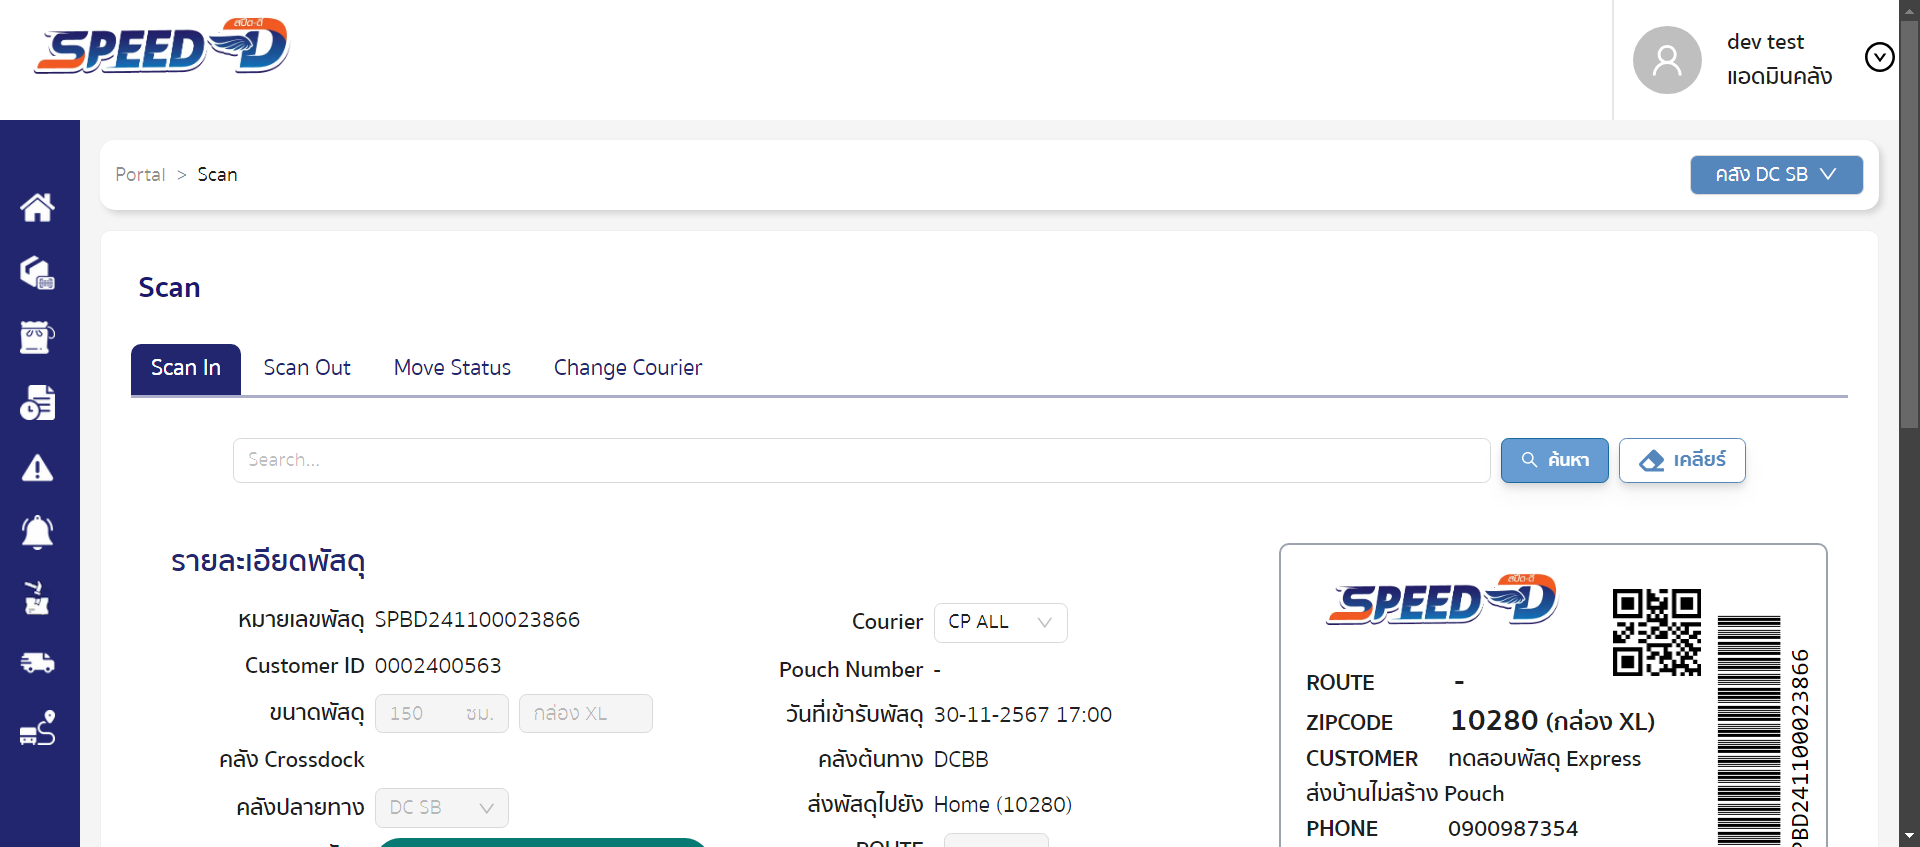 SPEED-D
สปีด-ดี
dev test
แอดมินคลัง
Portal > Scan
คลัง DC SB
Scan
Scan In
Scan Out
Move Status
Change Courier
Search...
ค้นหา
เคลียร์
รายละเอียดพัสดุ
หมายเลขพัสดุ SPBD241100023866
Customer ID 0002400563
ขนาดพัสดุ 150 ซม. กล่อง XL
คลัง Crossdock
คลังปลายทาง DC SB
Courier CP ALL
Pouch Number -
วันที่เข้ารับพัสดุ 30-11-2567 17:00
คลังต้นทาง DCBB
ส่งพัสดุไปยัง Home (10280)
ROUTE
SPEED-D
สปีด-ดี
ROUTE -
ZIPCODE 10280 (กล่อง XL)
CUSTOMER ทดสอบพัสดุ Express
ส่งบ้านไม่สร้าง Pouch
PHONE 0900987354
PBD241100023866